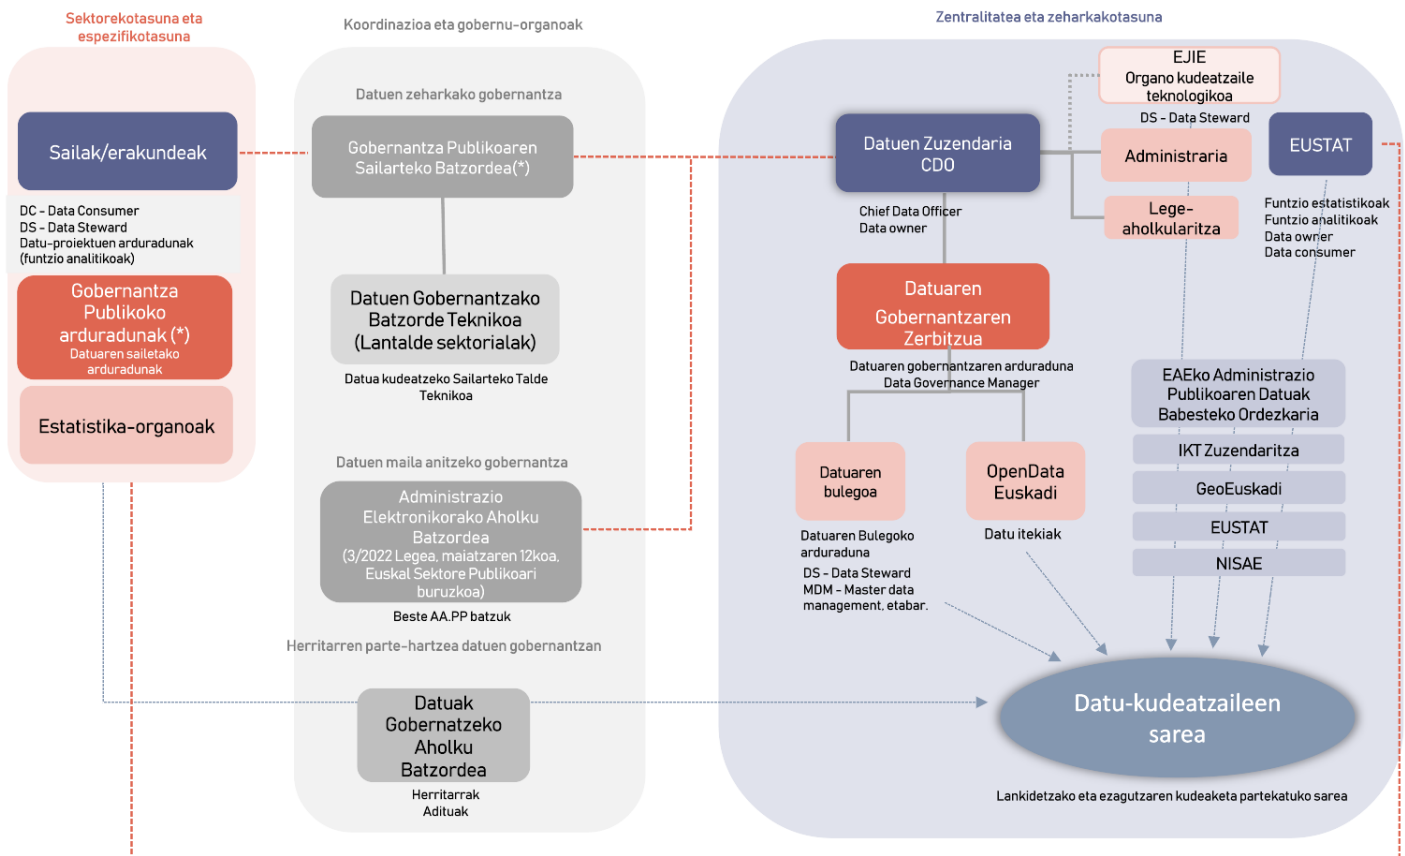 Sektorekotasuna eta
espezifikotasuna
Sailak/erakundeak
DC - Data Consumer
DS - Data Steward
Datu-proiektuen arduradunak
(funtzio analitikoak)
Gobernantza
Publikoko
arduradunak (*)
Datuaren sailetako
arduradunak
Estatistika-organoak
Koordinazioa eta gobernu-organoak
Datuen zeharkako gobernantza
Gobernantza Publikoaren
Sailarteko Batzordea(*)
Datuen Gobernantzako
Batzorde Teknikoa
(Lantalde sektorialak)
Datua kudeatzeko Sailarteko Talde
Teknikoa
Datuen maila anitzeko gobernantza
Administrazio
Elektronikorako Aholku
Batzordea
(3/2022 Legea, maiatzaren 12koa,
Euskal Sektore Publikoari
buruzkoa)
Beste AA.PP batzuk
Herritarren parte-hartzea datuen gobernantzan
Datuak
Gobernatzeko
Aholku
Batzordea
Herritarrak
Adituak
Zentralitatea eta zeharkakotasuna
EJIE
Organo kudeatzaile
teknologikoa
DS - Data Steward
Datuen Zuzendaria
CDO
Chief Data Officer
Data owner
Administraria
Lege-
aholkularitza
EUSTAT
Funtzio estatistikoak
Funtzio analitikoak
Data owner
Data consumer
Datuaren
Gobernantzaren
Zerbitzua
Datuaren gobernantzaren arduraduna
Data Governance Manager
Datuaren
bulegoa
Datuaren Bulegoko
arduraduna
DS - Data Steward
MDM - Master data
management, etabar.
OpenData
Euskadi
Datu itekiak
EAEko Administrazio
Publikoaren Datuak
Babesteko Ordezkaria
IKT Zuzendaritza
GeoEuskadi
EUSTAT
NISAE
Datu-kudeatzaileen
sarea
Lankidetzako eta ezagutzaren kudeaketa partekatuko sarea